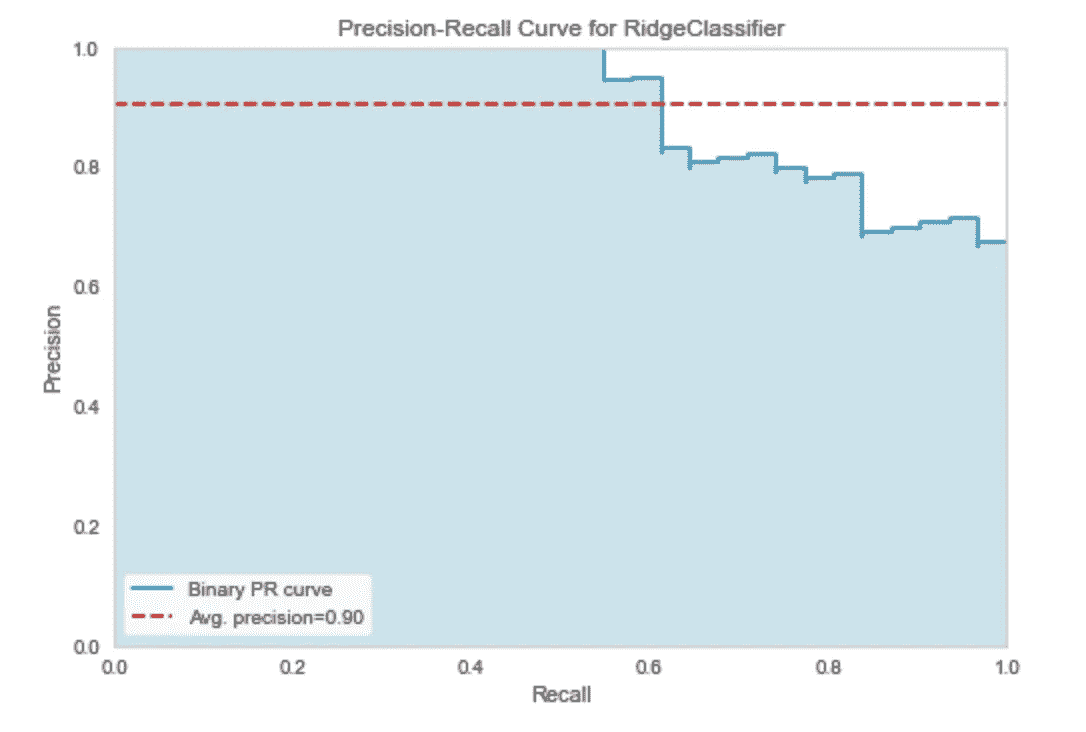 Precision-Recall Curve for RidgeClassifier
1.0
0.8
0.6
0.4
0.2
0.0
Precision
Binary PR curve
Avg. precision=0.90
0.0 0.2 0.4 0.6 0.8 1.0
Recall